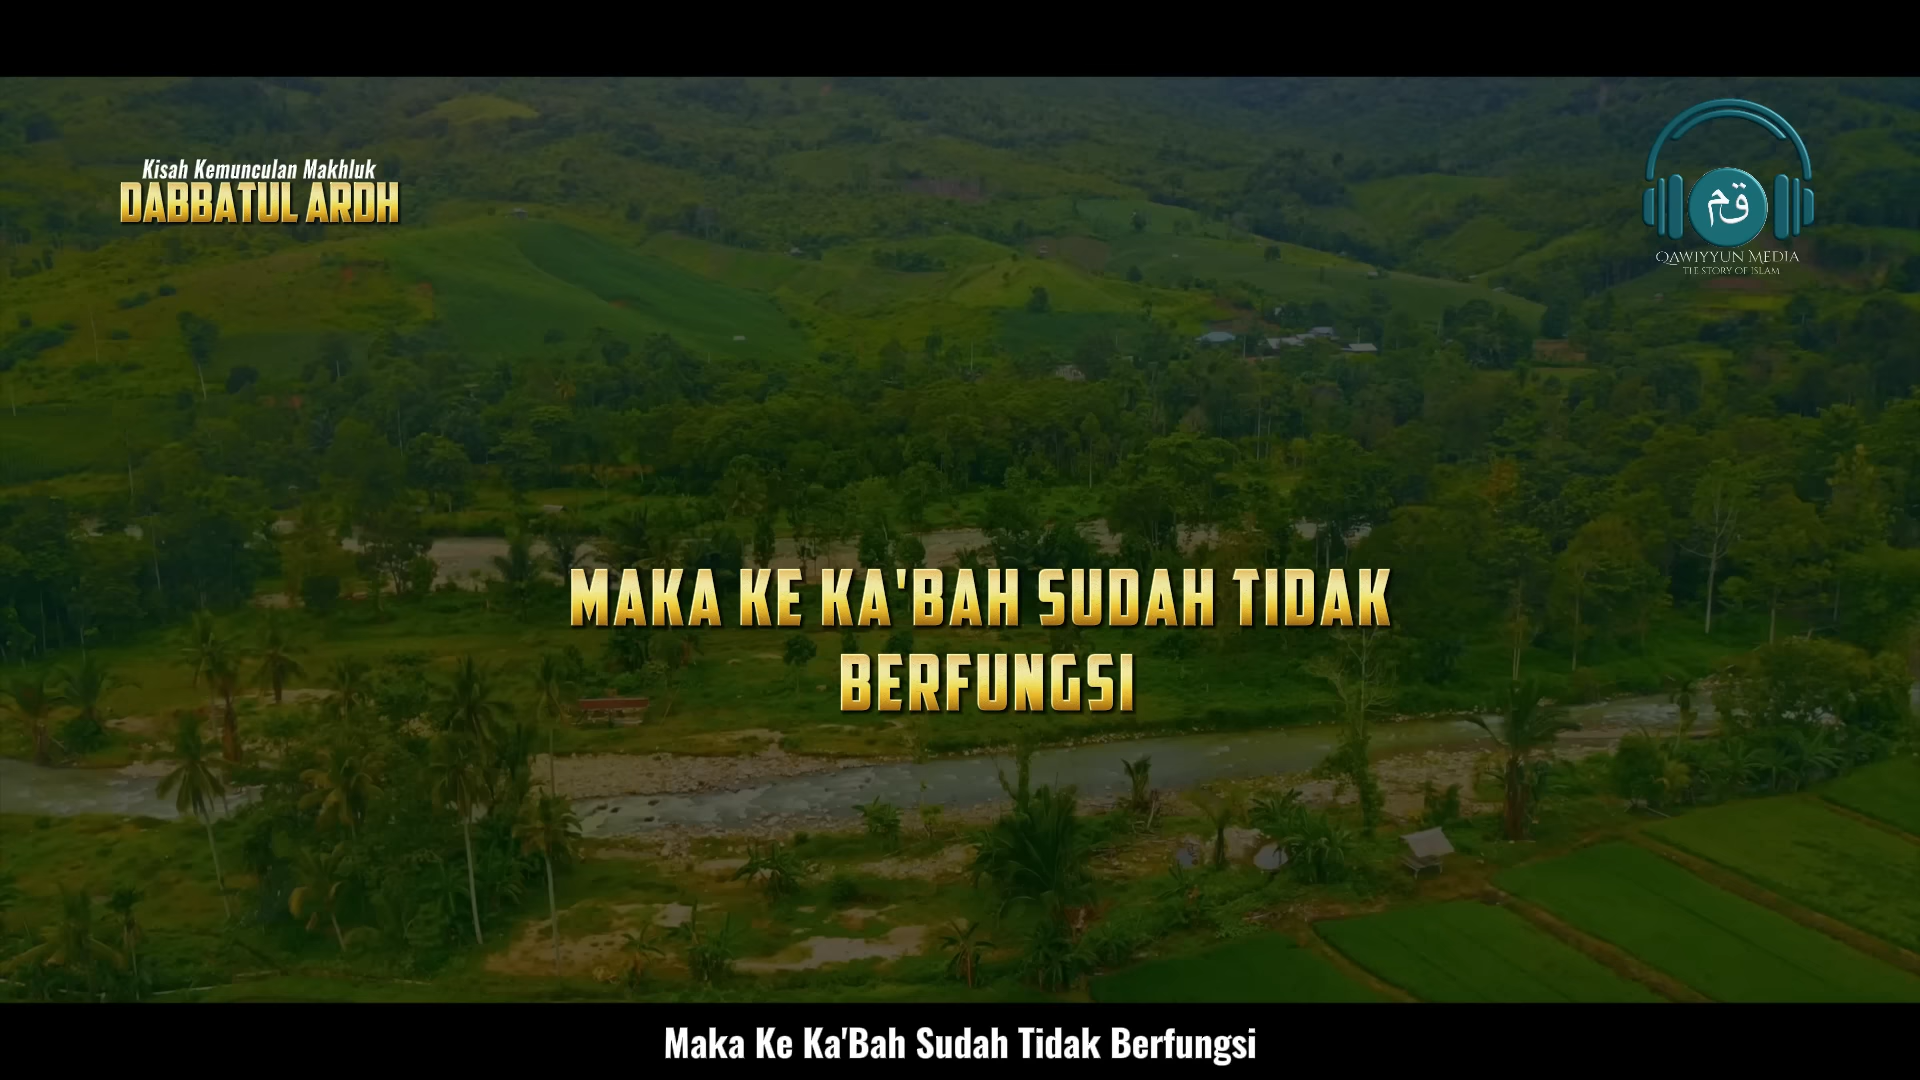 Kisah Kemunculan Makhluk
DABBATUL ARDH
قم
QAWIYYUN MEDIA
THE STORY OF ISLAM
MAKA KE KA'BAH SUDAH TIDAK
BERFUNGSI
Maka Ke Ka'Bah Sudah Tidak Berfungsi